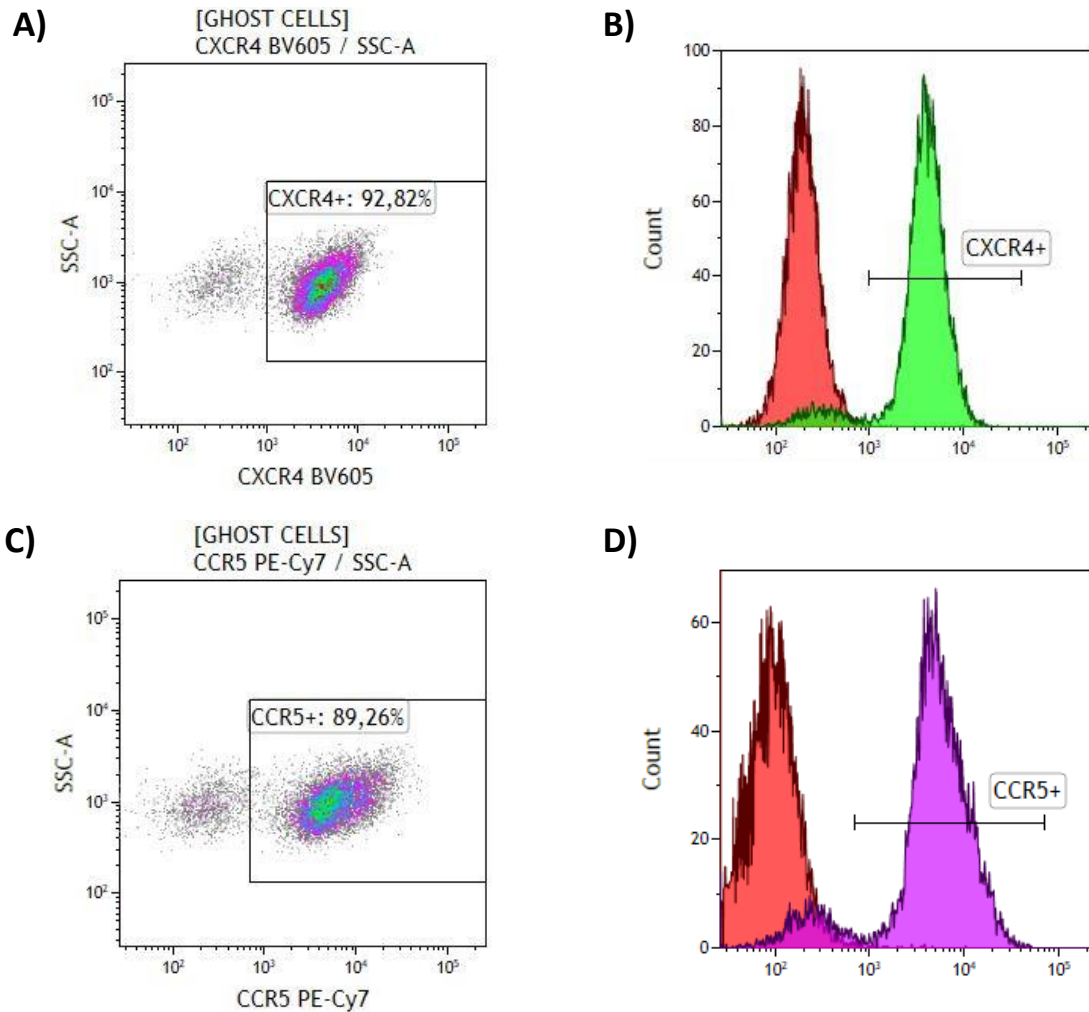 A)
[GHOST CELLS]
CXCR4 BV605 / SSC-A
10⁵
10⁴
10³
10²
SSC-A
CXCR4+: 92,82%
10² 10³ 10⁴ 10⁵
CXCR4 BV605
B)
100
80
60
40
20
0
Count
CXCR4+
10² 10³ 10⁴ 10⁵
C)
[GHOST CELLS]
CCR5 PE-Cy7 / SSC-A
10⁵
10⁴
10³
10²
SSC-A
CCR5+: 89,26%
10² 10³ 10⁴ 10⁵
CCR5 PE-Cy7
D)
60
40
20
0
Count
CCR5+
10² 10³ 10⁴ 10⁵